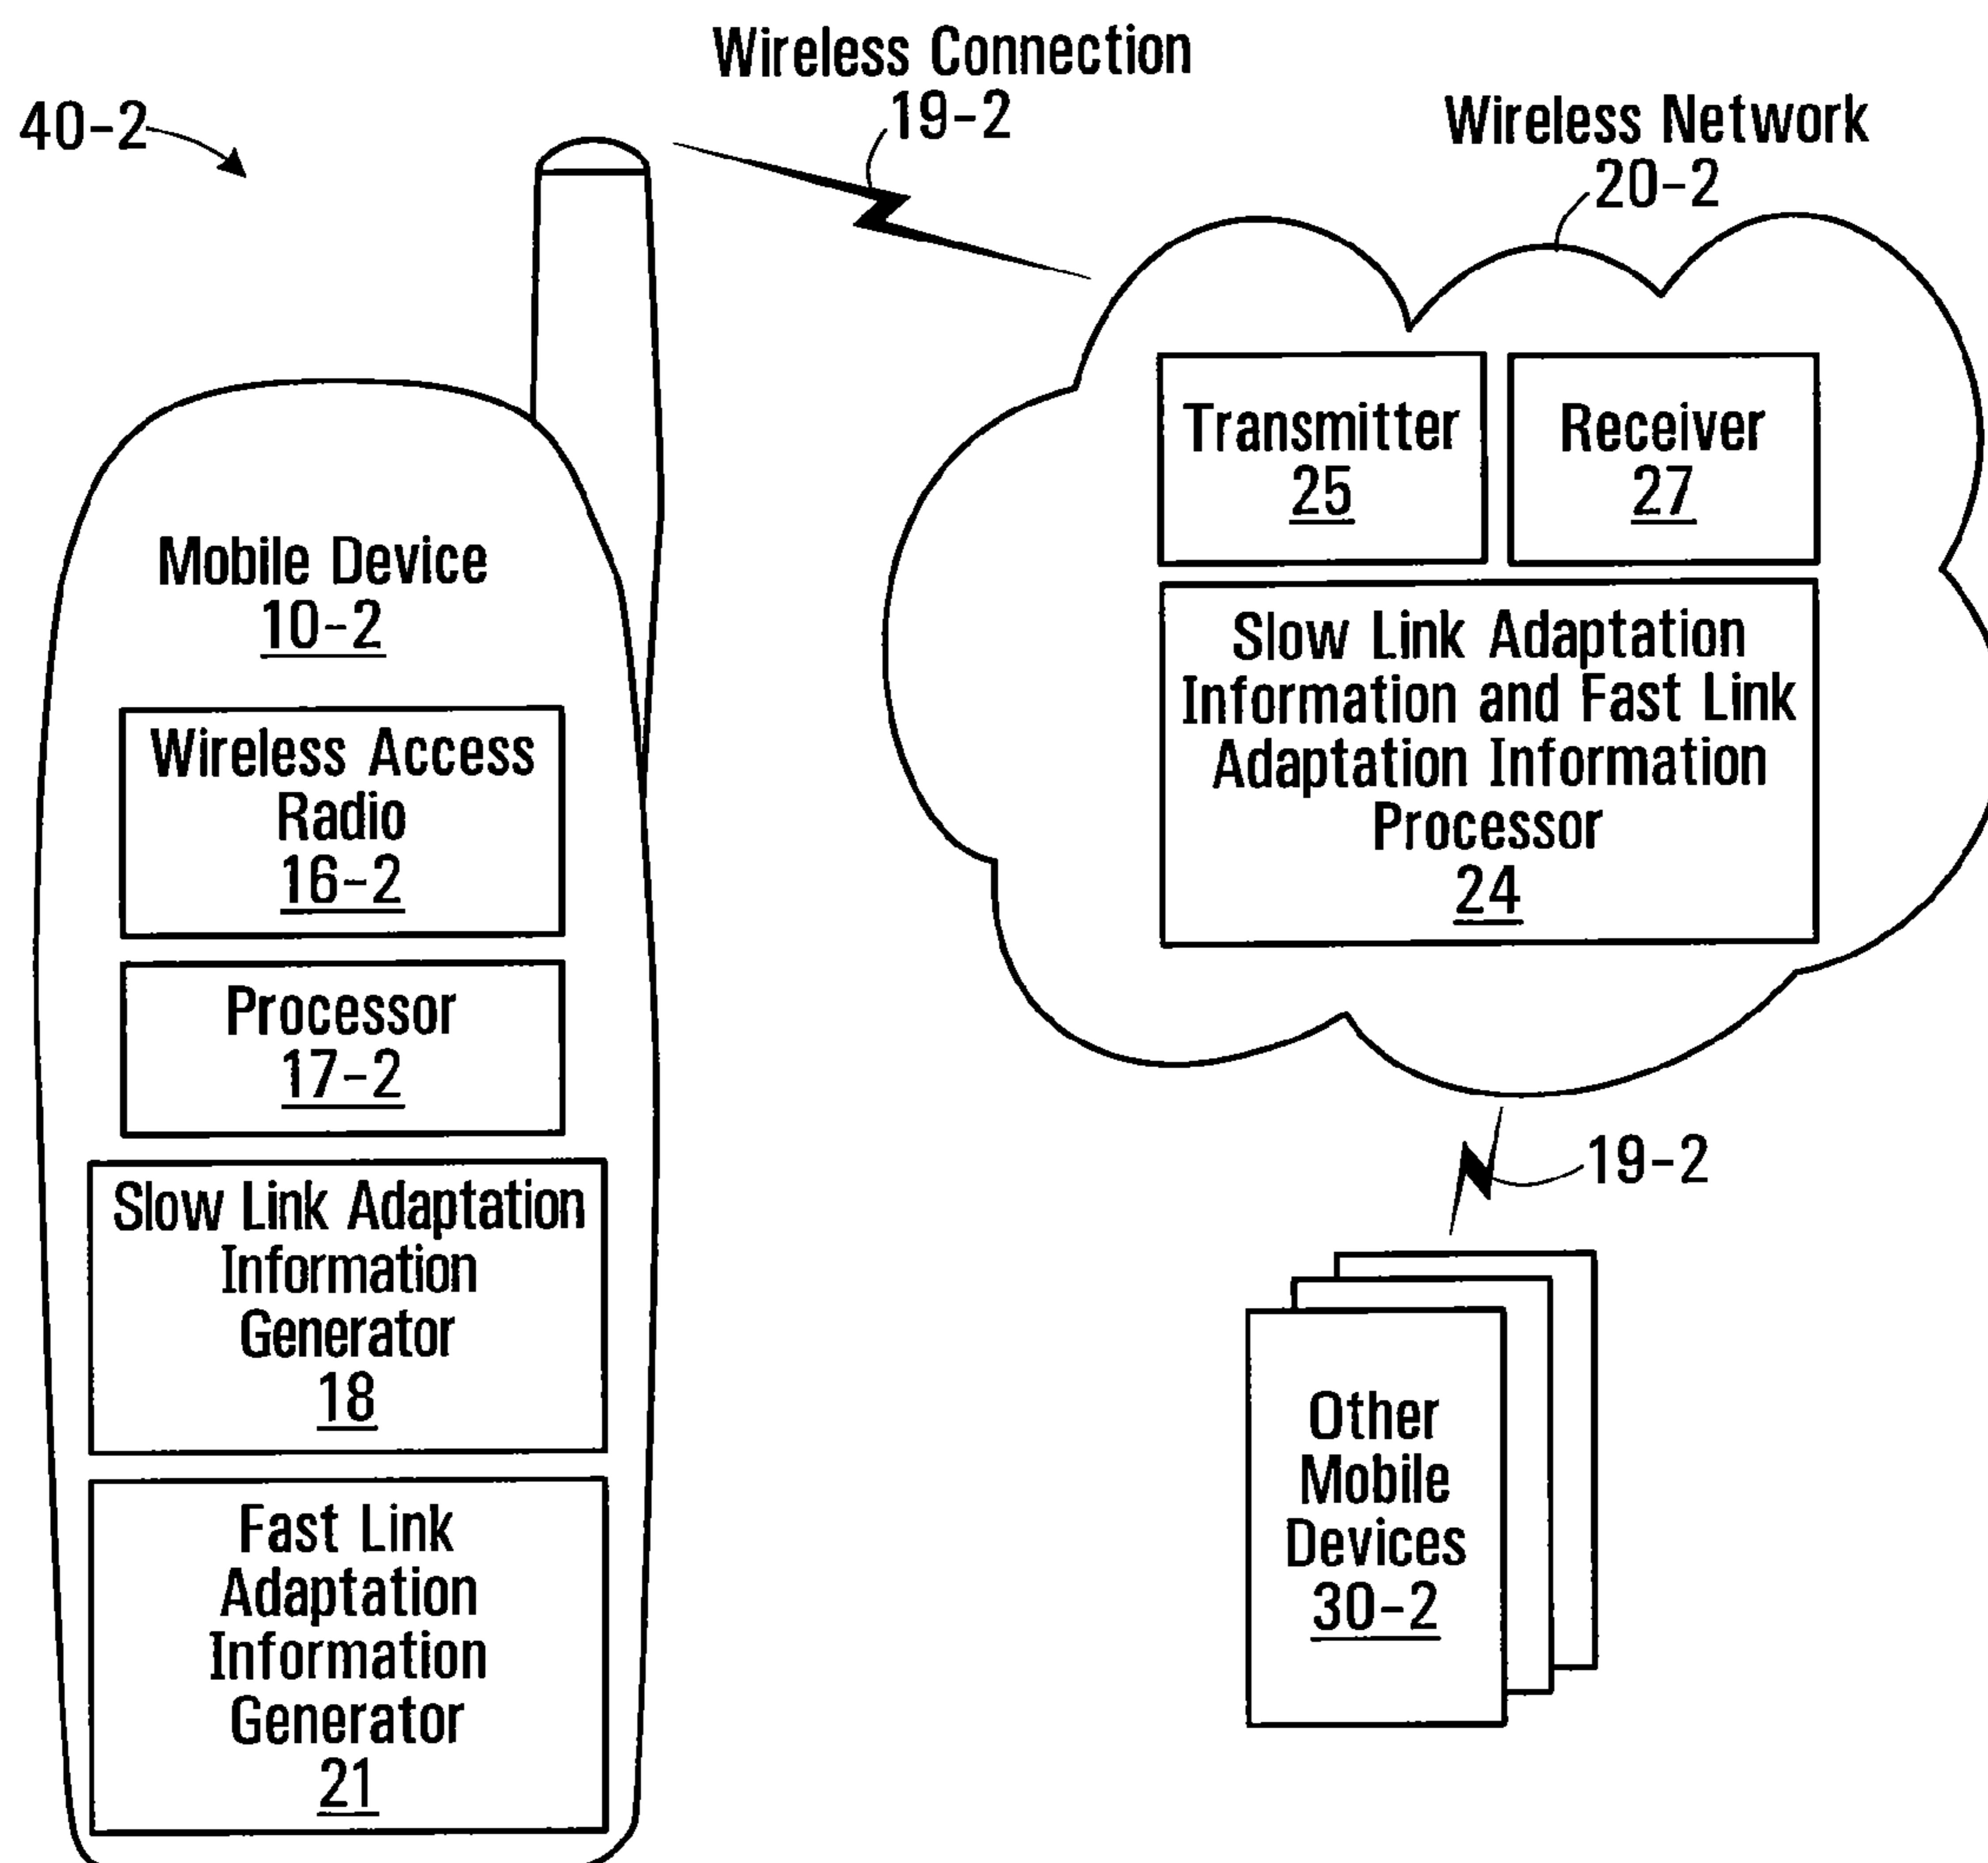 Wireless Connection
19-2
40-2
Wireless Network
20-2
Mobile Device
10-2
Wireless Access
Radio
16-2
Processor
17-2
Slow Link Adaptation
Information
Generator
18
Fast Link
Adaptation
Information
Generator
21
Transmitter
25
Receiver
27
Slow Link Adaptation
Information and Fast Link
Adaptation Information
Processor
24
19-2
Other
Mobile
Devices
30-2